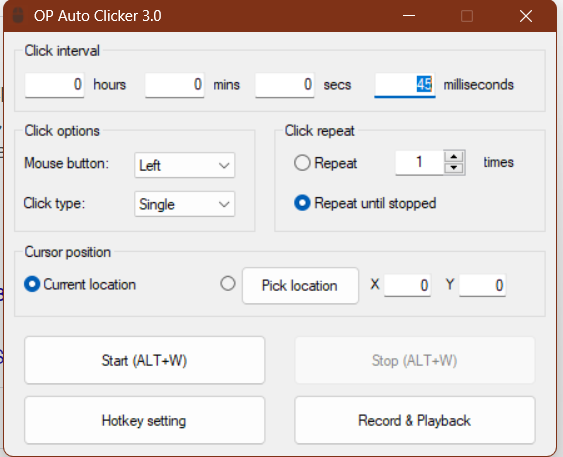 OP Auto Clicker 3.0
Click interval
0 hours 0 mins 0 secs 45 milliseconds
Click options
Mouse button: Left
Click type: Single
Click repeat
Repeat 1 times
Repeat until stopped
Cursor position
Current location Pick location X 0 Y 0
Start (ALT+W) Stop (ALT+W)
Hotkey setting Record & Playback